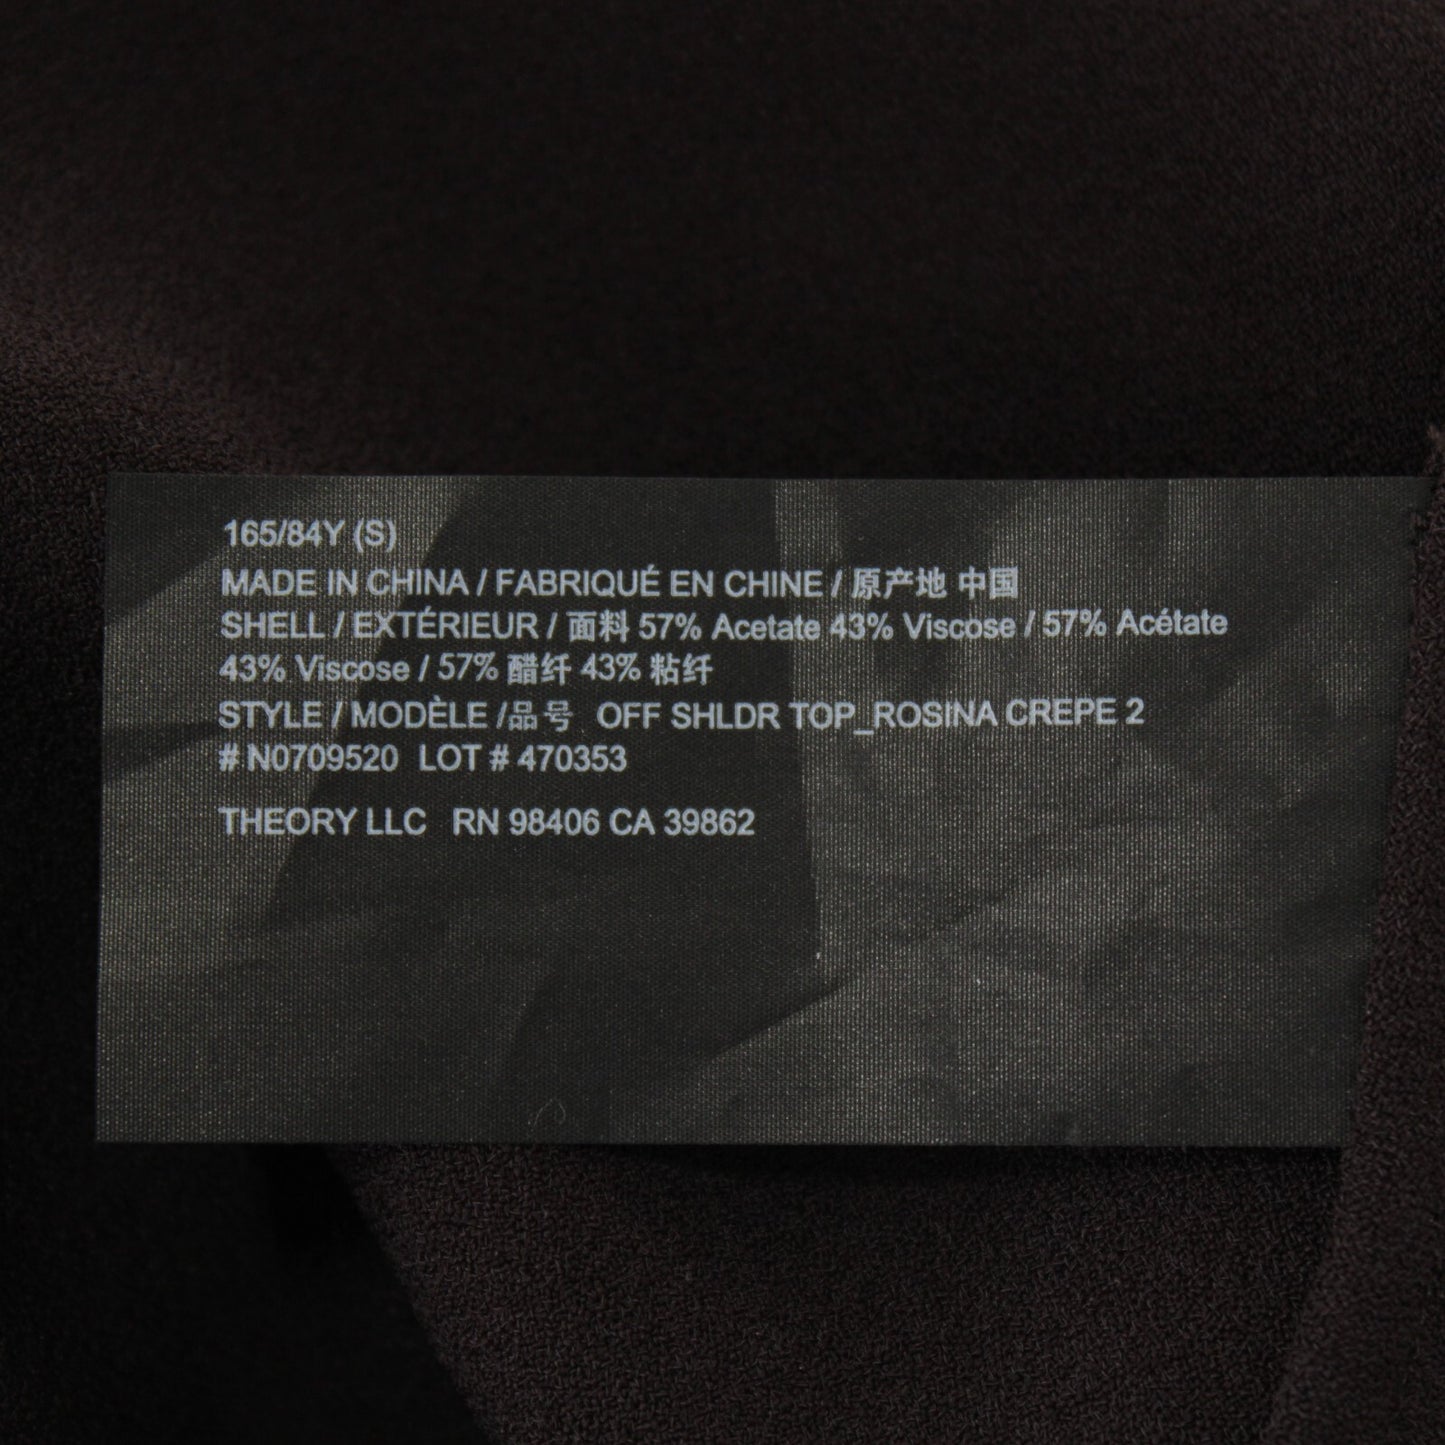 165/84Y (S)
MADE IN CHINA / FABRIQUÉ EN CHINE / 原产地 中国
SHELL / EXTÉRIEUR / 面料 57% Acetate 43% Viscose / 57% Acétate
43% Viscose / 57% 醋纤 43% 粘纤
STYLE / MODÈLE /品号 OFF SHLDR TOP_ROSINA CREPE 2
# N0709520 LOT # 470353
THEORY LLC RN 98406 CA 39862